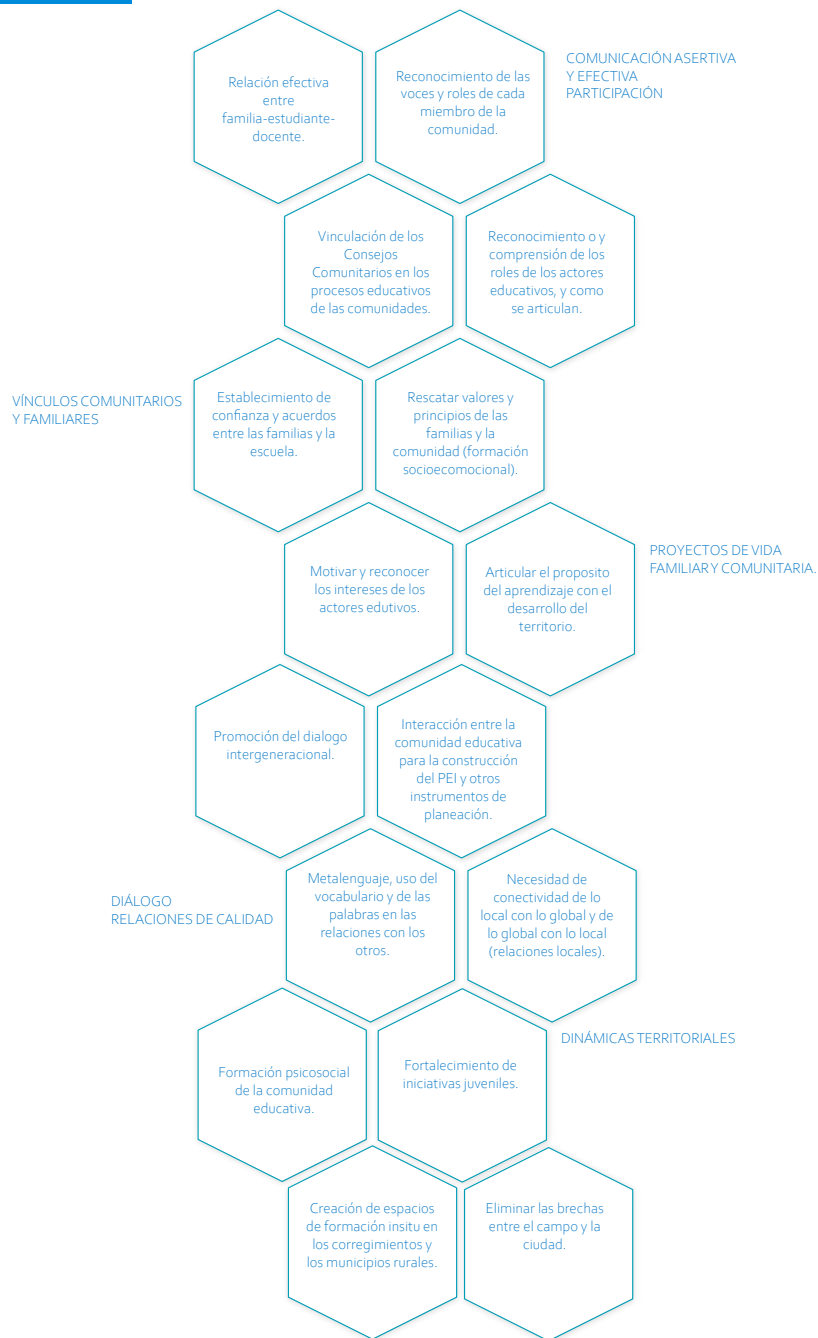 Relación efectiva
entre
familia-estudiante-
docente.
Reconocimiento de las
voces y roles de cada
miembro de la
comunidad.
COMUNICACIÓN ASERTIVA
Y EFECTIVA
PARTICIPACIÓN
Vinculación de los
Consejos
Comunitarios en los
procesos educativos
de las comunidades.
Reconocimiento o y
comprensión de los
roles de los actores
educativos, y como
se articulan.
VÍNCULOS COMUNITARIOS
Y FAMILIARES
Establecimiento de
confianza y acuerdos
entre las familias y la
escuela.
Rescatar valores y
principios de las
familias y la
comunidad (formación
socioecomocional).
Motivar y reconocer
los intereses de los
actores edutivos.
Articular el proposito
del aprendizaje con el
desarrollo del
territorio.
PROYECTOS DE VIDA
FAMILIAR Y COMUNITARIA.
Promoción del dialogo
intergeneracional.
Interacción entre la
comunidad educativa
para la construcción
del PEI y otros
instrumentos de
planeación.
DIÁLOGO
RELACIONES DE CALIDAD
Metalenguaje, uso del
vocabulario y de las
palabras en las
relaciones con los
otros.
Necesidad de
conectividad de lo
local con lo global y de
lo global con lo local
(relaciones locales).
Formación psicosocial
de la comunidad
educativa.
Fortalecimiento de
iniciativas juveniles.
DINÁMICAS TERRITORIALES
Creación de espacios
de formación insitu en
los corregimientos y
los municipios rurales.
Eliminar las brechas
entre el campo y la
ciudad.